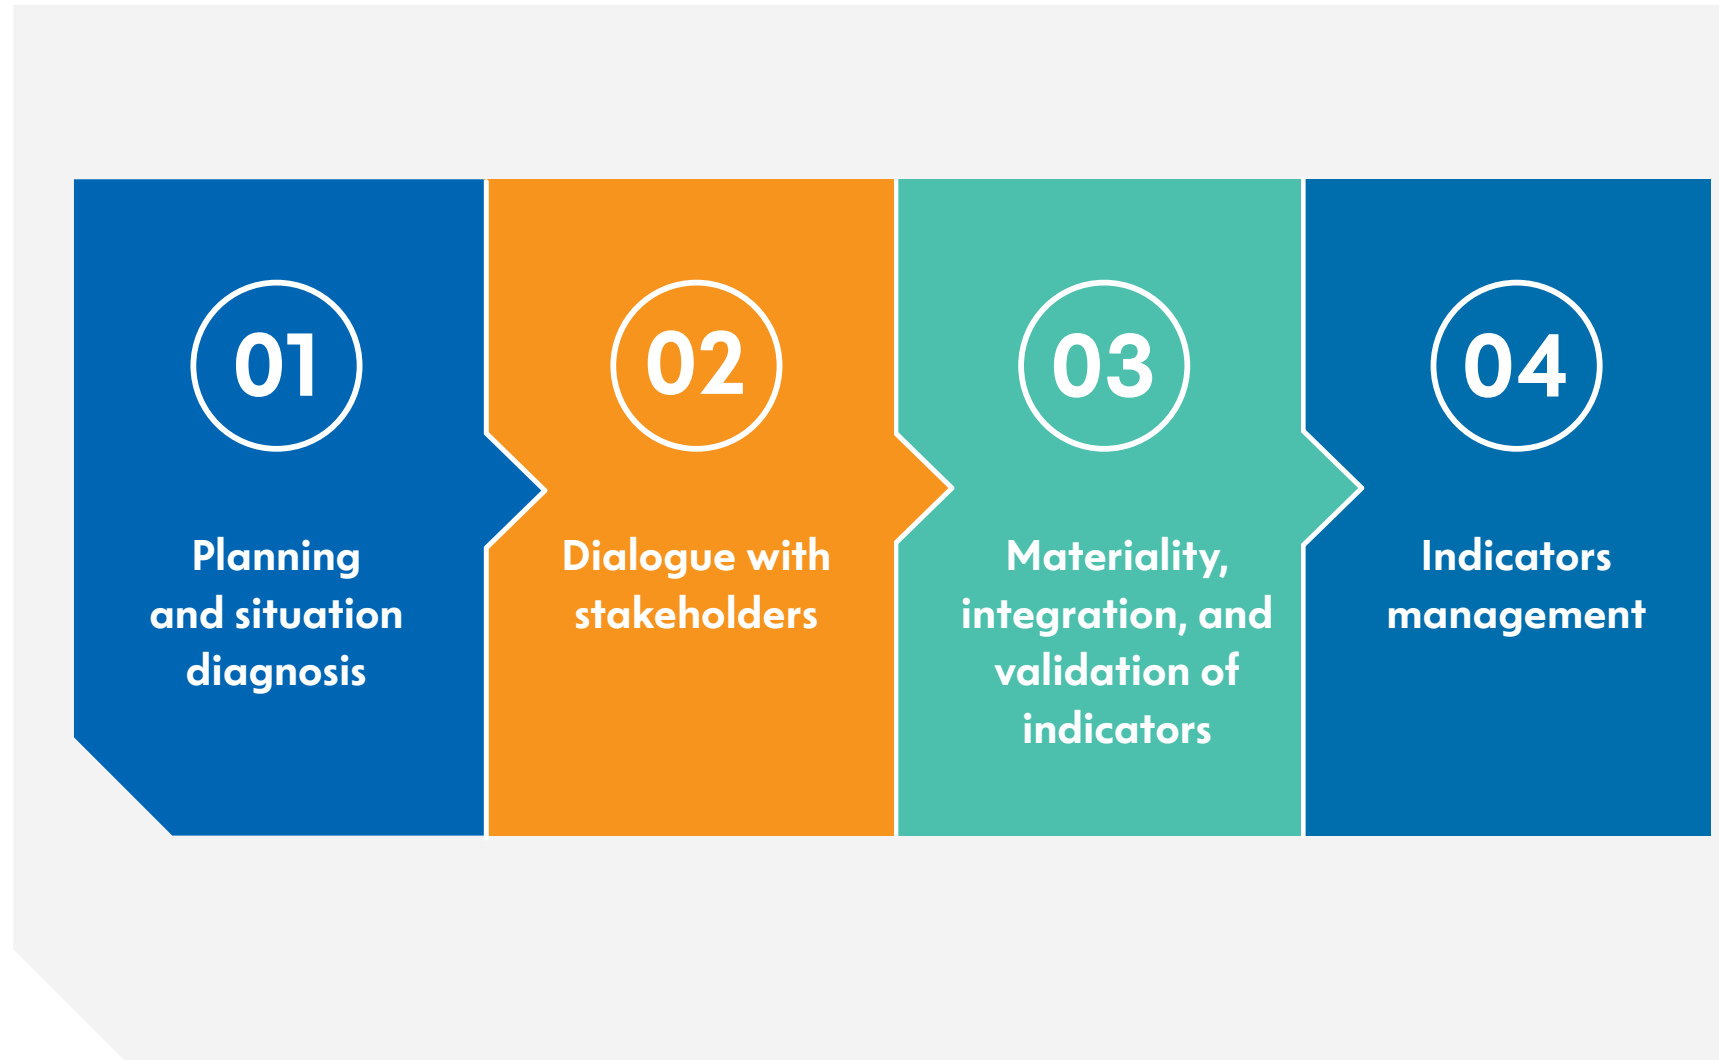 01
Planning
and situation
diagnosis
02
Dialogue with
stakeholders
03
Materiality,
integration, and
validation of
indicators
04
Indicators
management